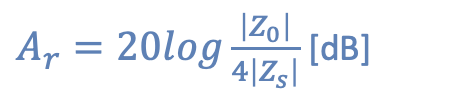 A_r = 20log |Z_0| / 4|Z_s| [dB]